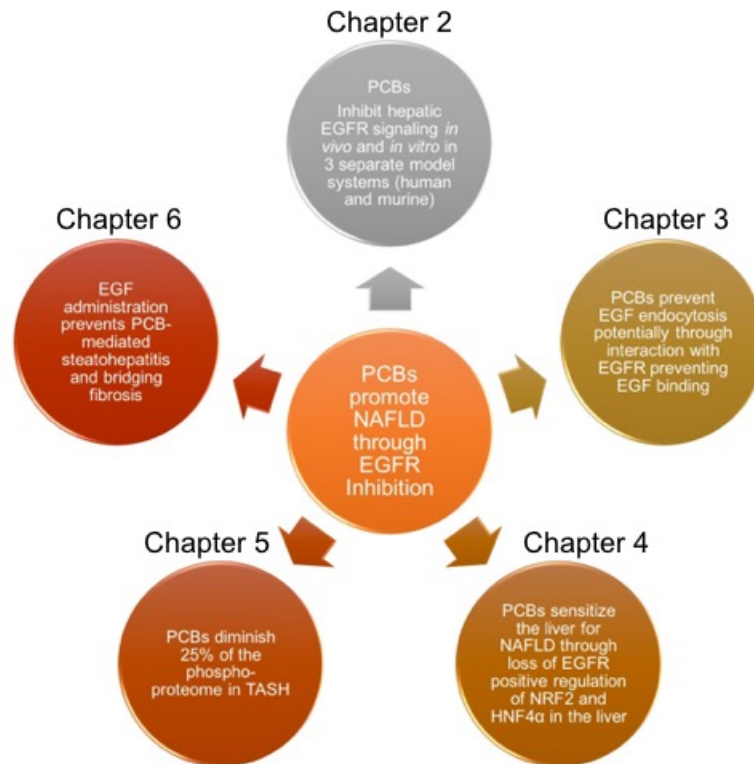 Chapter 2
PCBs
Inhibit hepatic
EGFR signaling in
vivo and in vitro in
3 separate model
systems (human
and murine)
Chapter 6
EGF
administration
prevents PCB-
mediated
steatohepatitis
and bridging
fibrosis
Chapter 3
PCBs prevent
EGF endocytosis
potentially through
interaction with
EGFR preventing
EGF binding
PCBs
promote
NAFLD
through
EGFR
Inhibition
Chapter 5
PCBs diminish
25% of the
phospho-
proteome in TASH
Chapter 4
PCBs sensitize
the liver for
NAFLD through
loss of EGFR
positive regulation
of NRF2 and
HNF4α in the liver